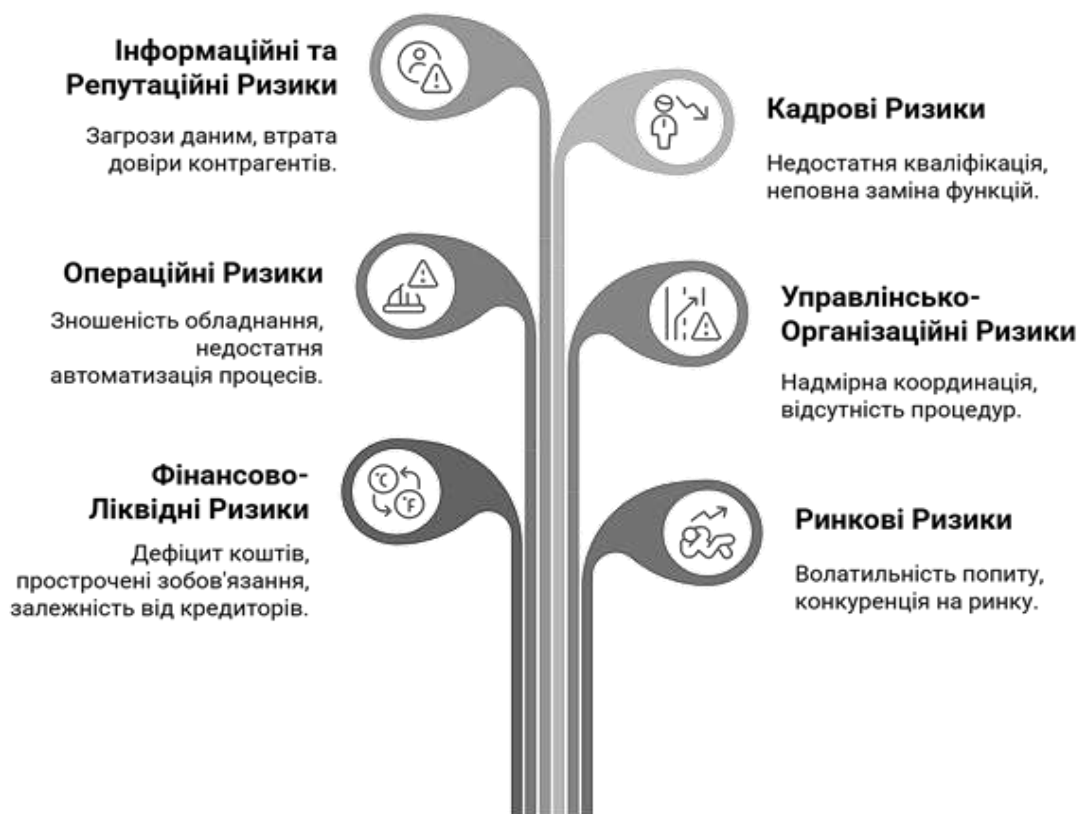 Інформаційні та
Репутаційні Ризики
Загрози даним, втрата
довіри контрагентів.
Кадрові Ризики
Недостатня кваліфікація,
неповна заміна функцій.
Операційні Ризики
Зношеність обладнання,
недостатня
автоматизація процесів.
Управлінсько-
Організаційні Ризики
Надмірна координація,
відсутність процедур.
Фінансово-
Ліквідні Ризики
Дефіцит коштів,
прострочені зобов'язання,
залежність від кредиторів.
°C
°F
Ринкові Ризики
Волатильність попиту,
конкуренція на ринку.